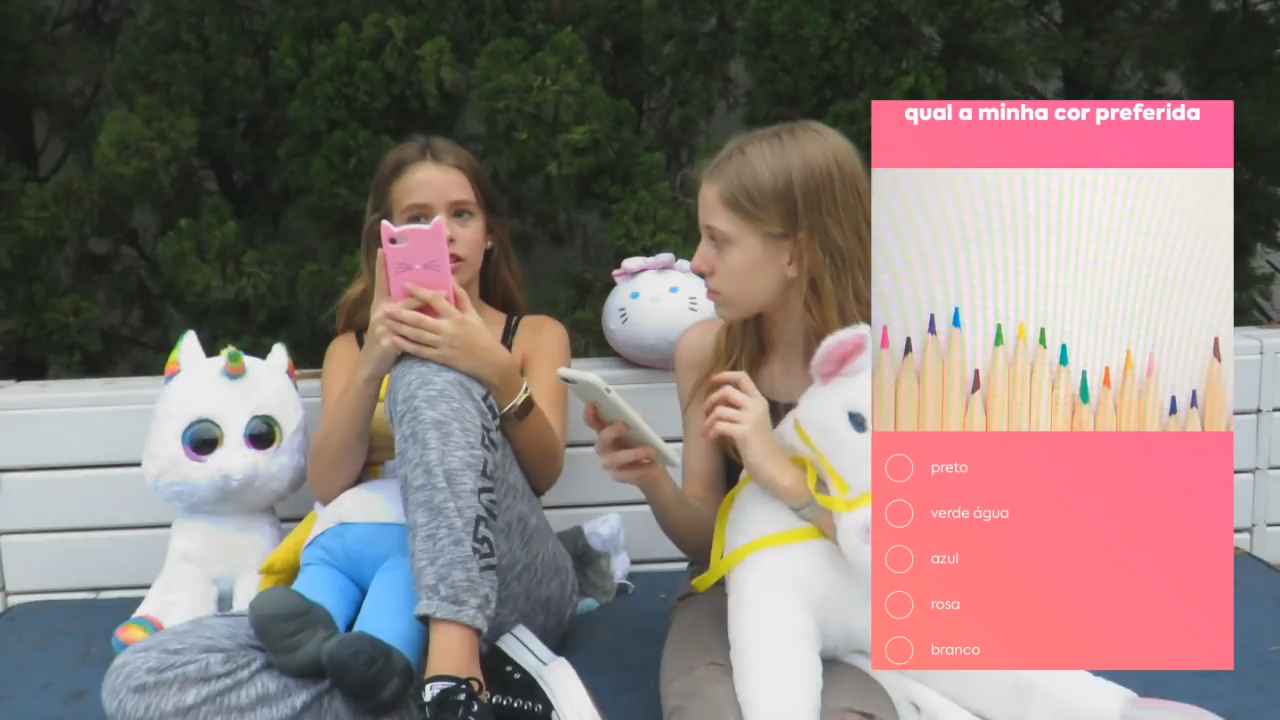 qual a minha cor preferida
preto
verde água
azul
rosa
branco